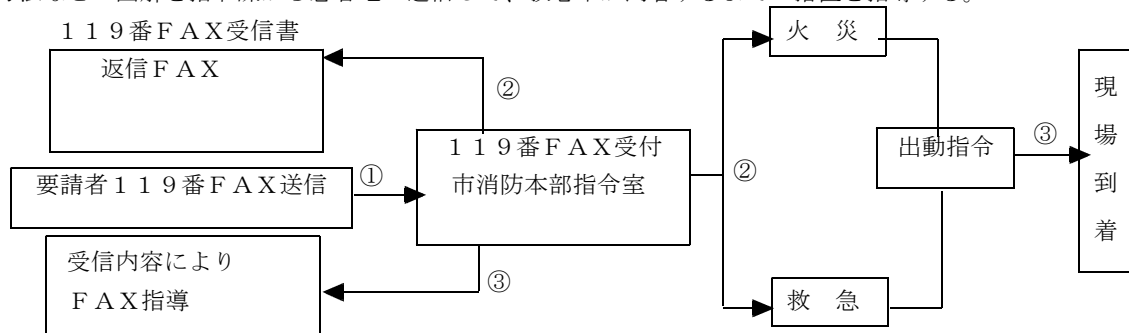 １１９番ＦＡＸ受信書
返信ＦＡＸ
②
要請者１１９番ＦＡＸ送信
①
受信内容により
ＦＡＸ指導
③
１１９番ＦＡＸ受付
市消防本部指令室
②
火　災
救　急
出動指令
③
現場到着